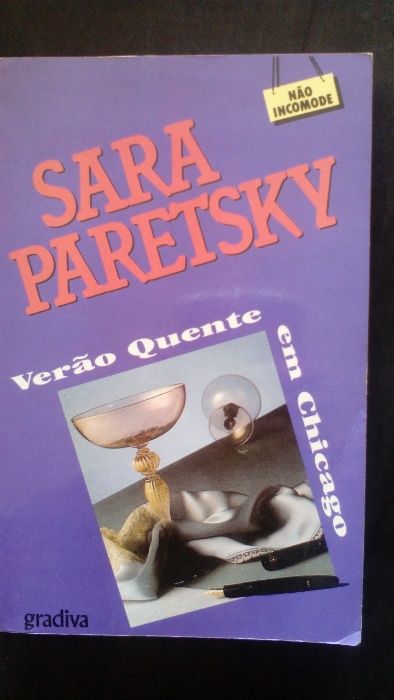 NÃO
INCOMODE
SARA
PARETSKY
Verão Quente
em Chicago
gradiva